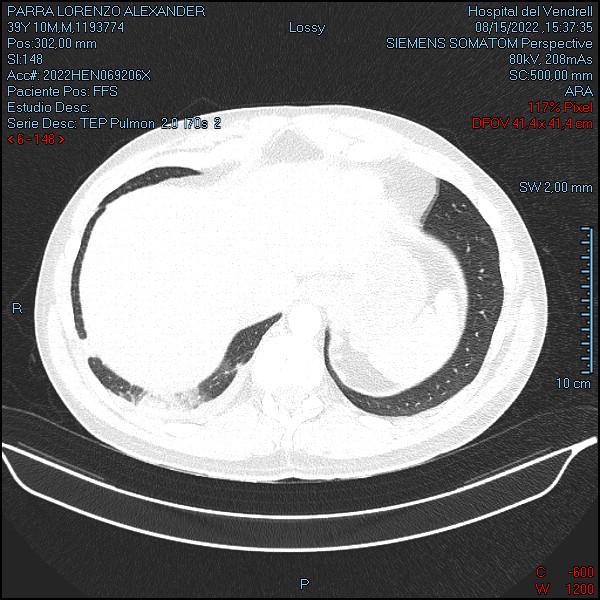 PARRA LORENZO ALEXANDER
39Y 10M,M,1193774
Pos:302,00 mm
SI:148
Acc#: 2022HEN069206X
Paciente Pos: FFS
Estudio Desc:
Serie Desc: TEP Pulmon 2.0 I70s 2
< 6 - 148 >
Lossy
Hospital del Vendrell
08/15/2022 ,15:37:35
SIEMENS SOMATOM Perspective
80kV, 208mAs
SC:500,00 mm
ARA
117% Pixel
DFOV 41,4 x 41,4 cm
SW 2,00 mm
R
10 cm
P
C -600
W 1200